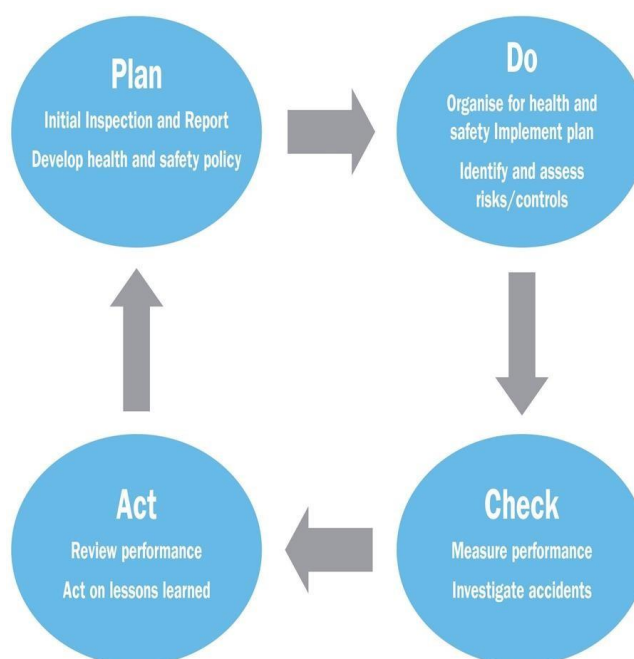 Plan
Initial Inspection and Report
Develop health and safety policy
Do
Organise for health and
safety Implement plan
Identify and assess
risks/controls
Check
Measure performance
Investigate accidents
Act
Review performance
Act on lessons learned